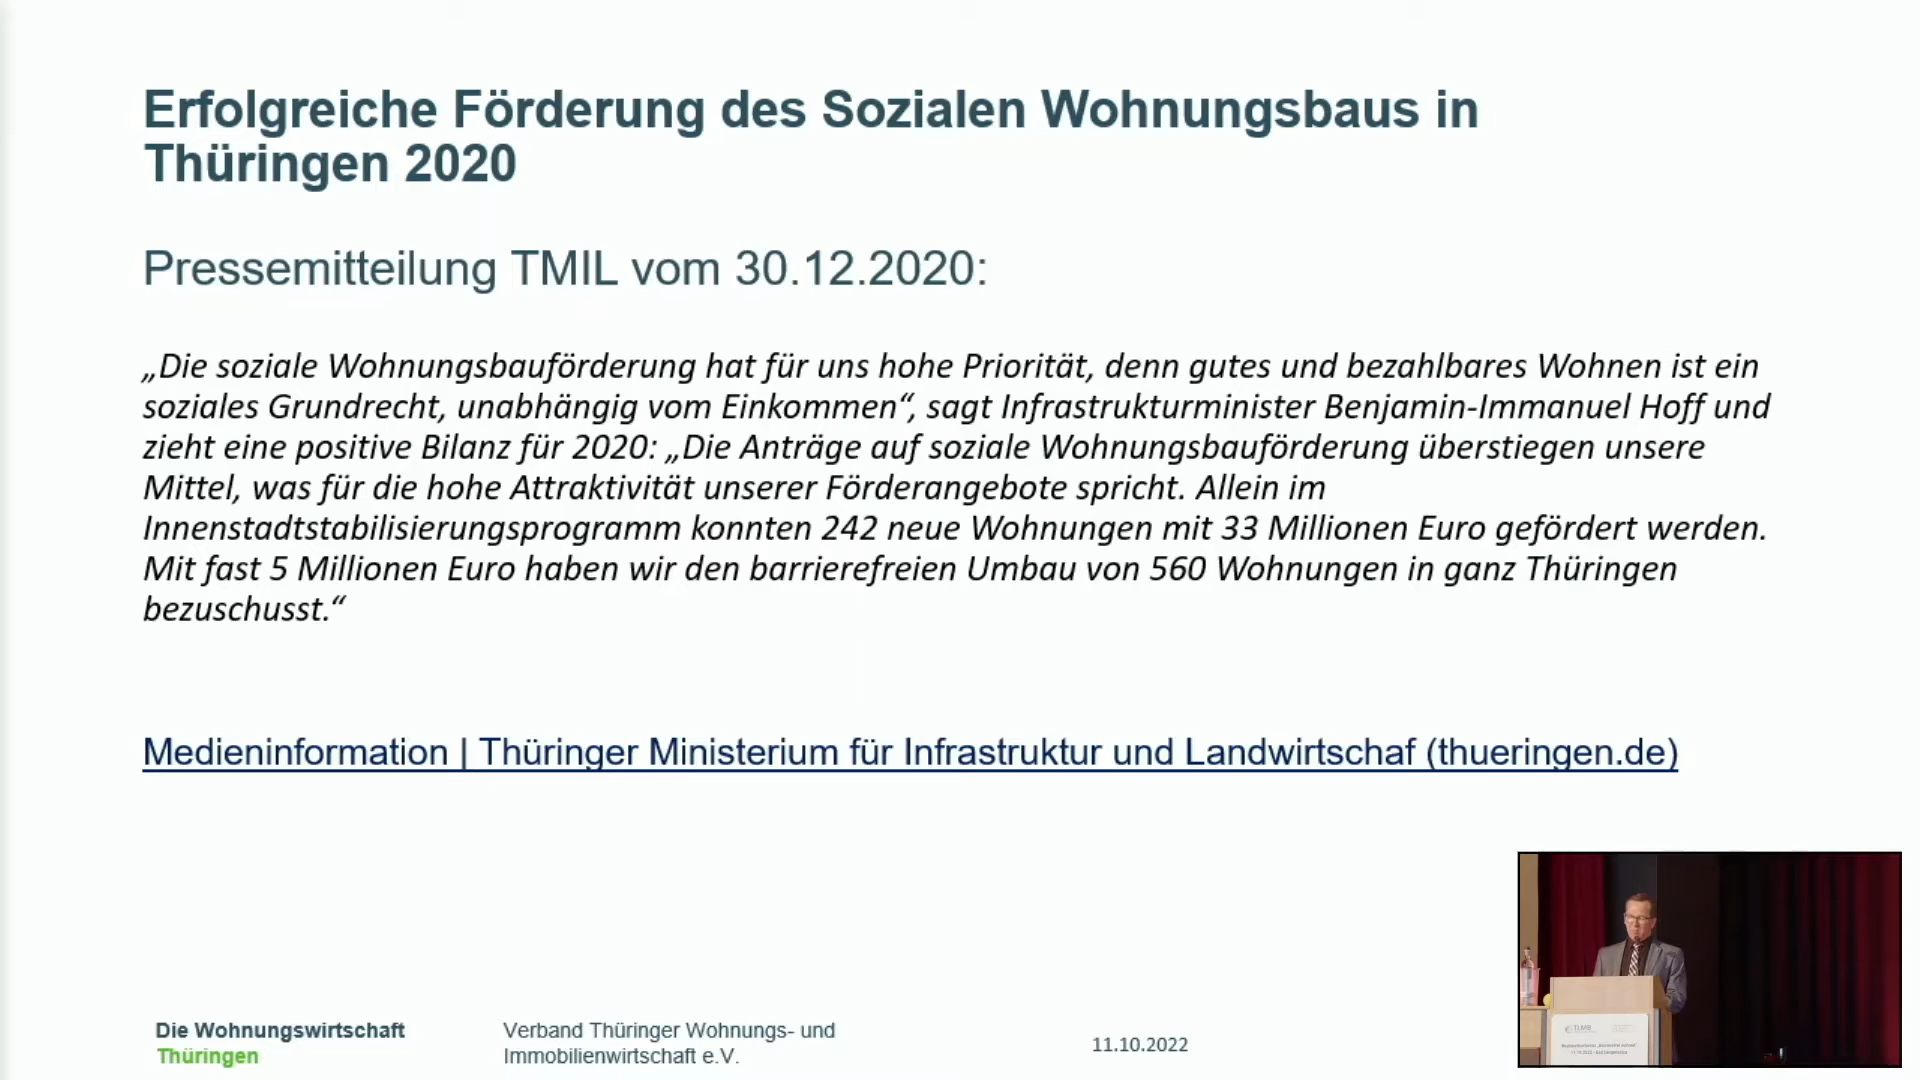 Erfolgreiche Förderung des Sozialen Wohnungsbaus in
Thüringen 2020
Pressemitteilung TMIL vom 30.12.2020:
„Die soziale Wohnungsbauförderung hat für uns hohe Priorität, denn gutes und bezahlbares Wohnen ist ein
soziales Grundrecht, unabhängig vom Einkommen“, sagt Infrastrukturminister Benjamin-Immanuel Hoff und
zieht eine positive Bilanz für 2020: „Die Anträge auf soziale Wohnungsbauförderung überstiegen unsere
Mittel, was für die hohe Attraktivität unserer Förderangebote spricht. Allein im
Innenstadtstabilisierungsprogramm konnten 242 neue Wohnungen mit 33 Millionen Euro gefördert werden.
Mit fast 5 Millionen Euro haben wir den barrierefreien Umbau von 560 Wohnungen in ganz Thüringen
bezuschusst.“
Medieninformation | Thüringer Ministerium für Infrastruktur und Landwirtschaf (thueringen.de)
Die Wohnungswirtschaft
Thüringen
Verband Thüringer Wohnungs- und
Immobilienwirtschaft e.V.
11.10.2022
TLMB